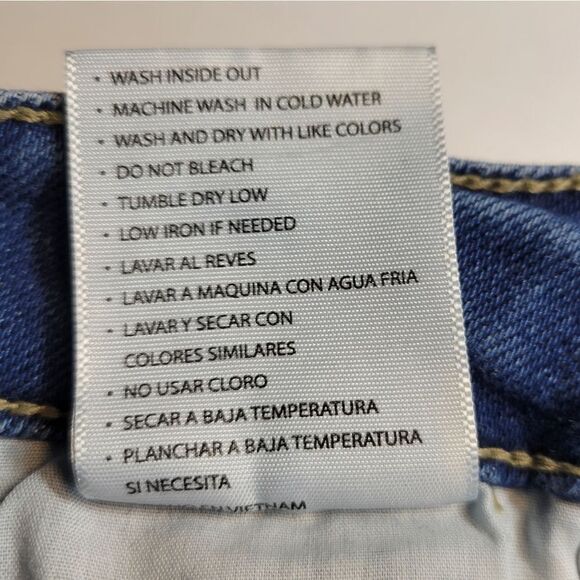 • WASH INSIDE OUT
• MACHINE WASH IN COLD WATER
• WASH AND DRY WITH LIKE COLORS
• DO NOT BLEACH
• TUMBLE DRY LOW
• LOW IRON IF NEEDED
• LAVAR AL REVES
• LAVAR A MAQUINA CON AGUA FRIA
• LAVAR Y SECAR CON
COLORES SIMILARES
• NO USAR CLORO
• SECAR A BAJA TEMPERATURA
• PLANCHAR A BAJA TEMPERATURA
SI NECESITA
VIETNAM